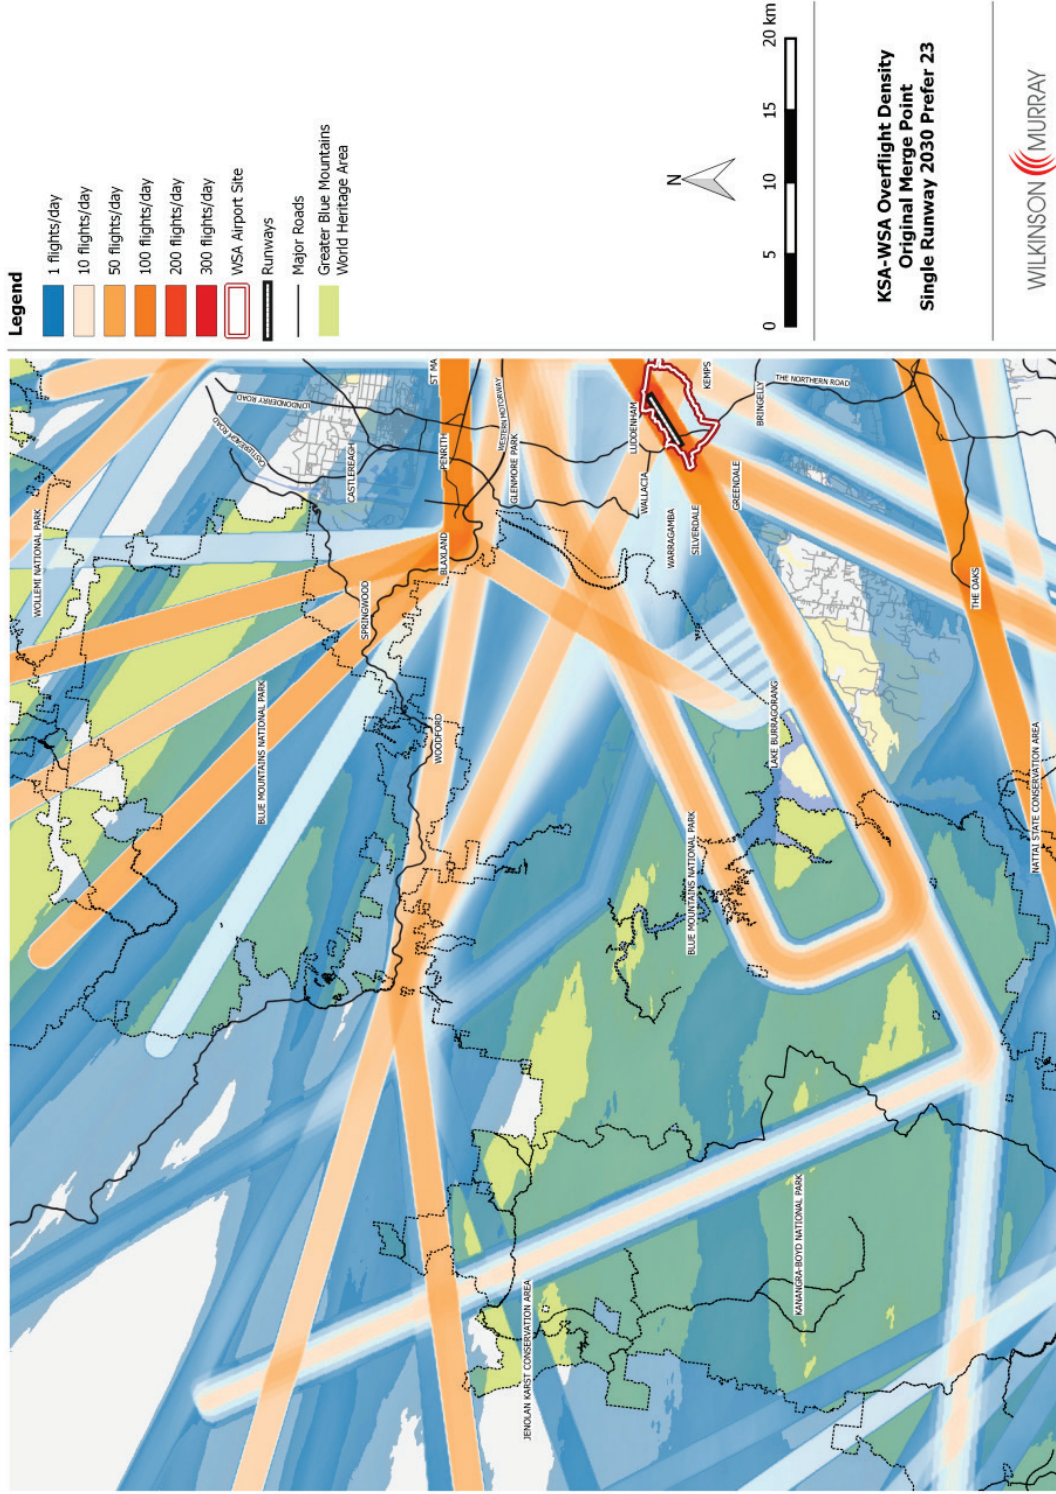 WOLLEMI NATIONAL PARK
CASTLEREAGH ROAD
BLUE MOUNTAINS NATIONAL PARK
LONDONDERRY ROAD
CASTLEREAGH
SPRINGWOOD
ST MA
WOODFORD
BLAXLAND
PENRITH
WESTERN MOTORWAY
GLENMORE PARK
JENOLAN KARST CONSERVATION AREA
LUDDENHAM
WALLACIA
WARRAGAMBA
BLUE MOUNTAINS NATIONAL PARK
SILVERDALE
KEMPS
GREENDALE
BRINGELLY
LAKE BURRAGORANG
KANANGRA-BOYD NATIONAL PARK
THE NORTHERN ROAD
THE OAKS
NATTAI STATE CONSERVATION AREA
Legend
1 flights/day
10 flights/day
50 flights/day
100 flights/day
200 flights/day
300 flights/day
WSA Airport Site
Runways
Major Roads
Greater Blue Mountains
World Heritage Area
N
0 5 10 15 20 km
KSA-WSA Overflight Density
Original Merge Point
Single Runway 2030 Prefer 23
WILKINSON MURRAY